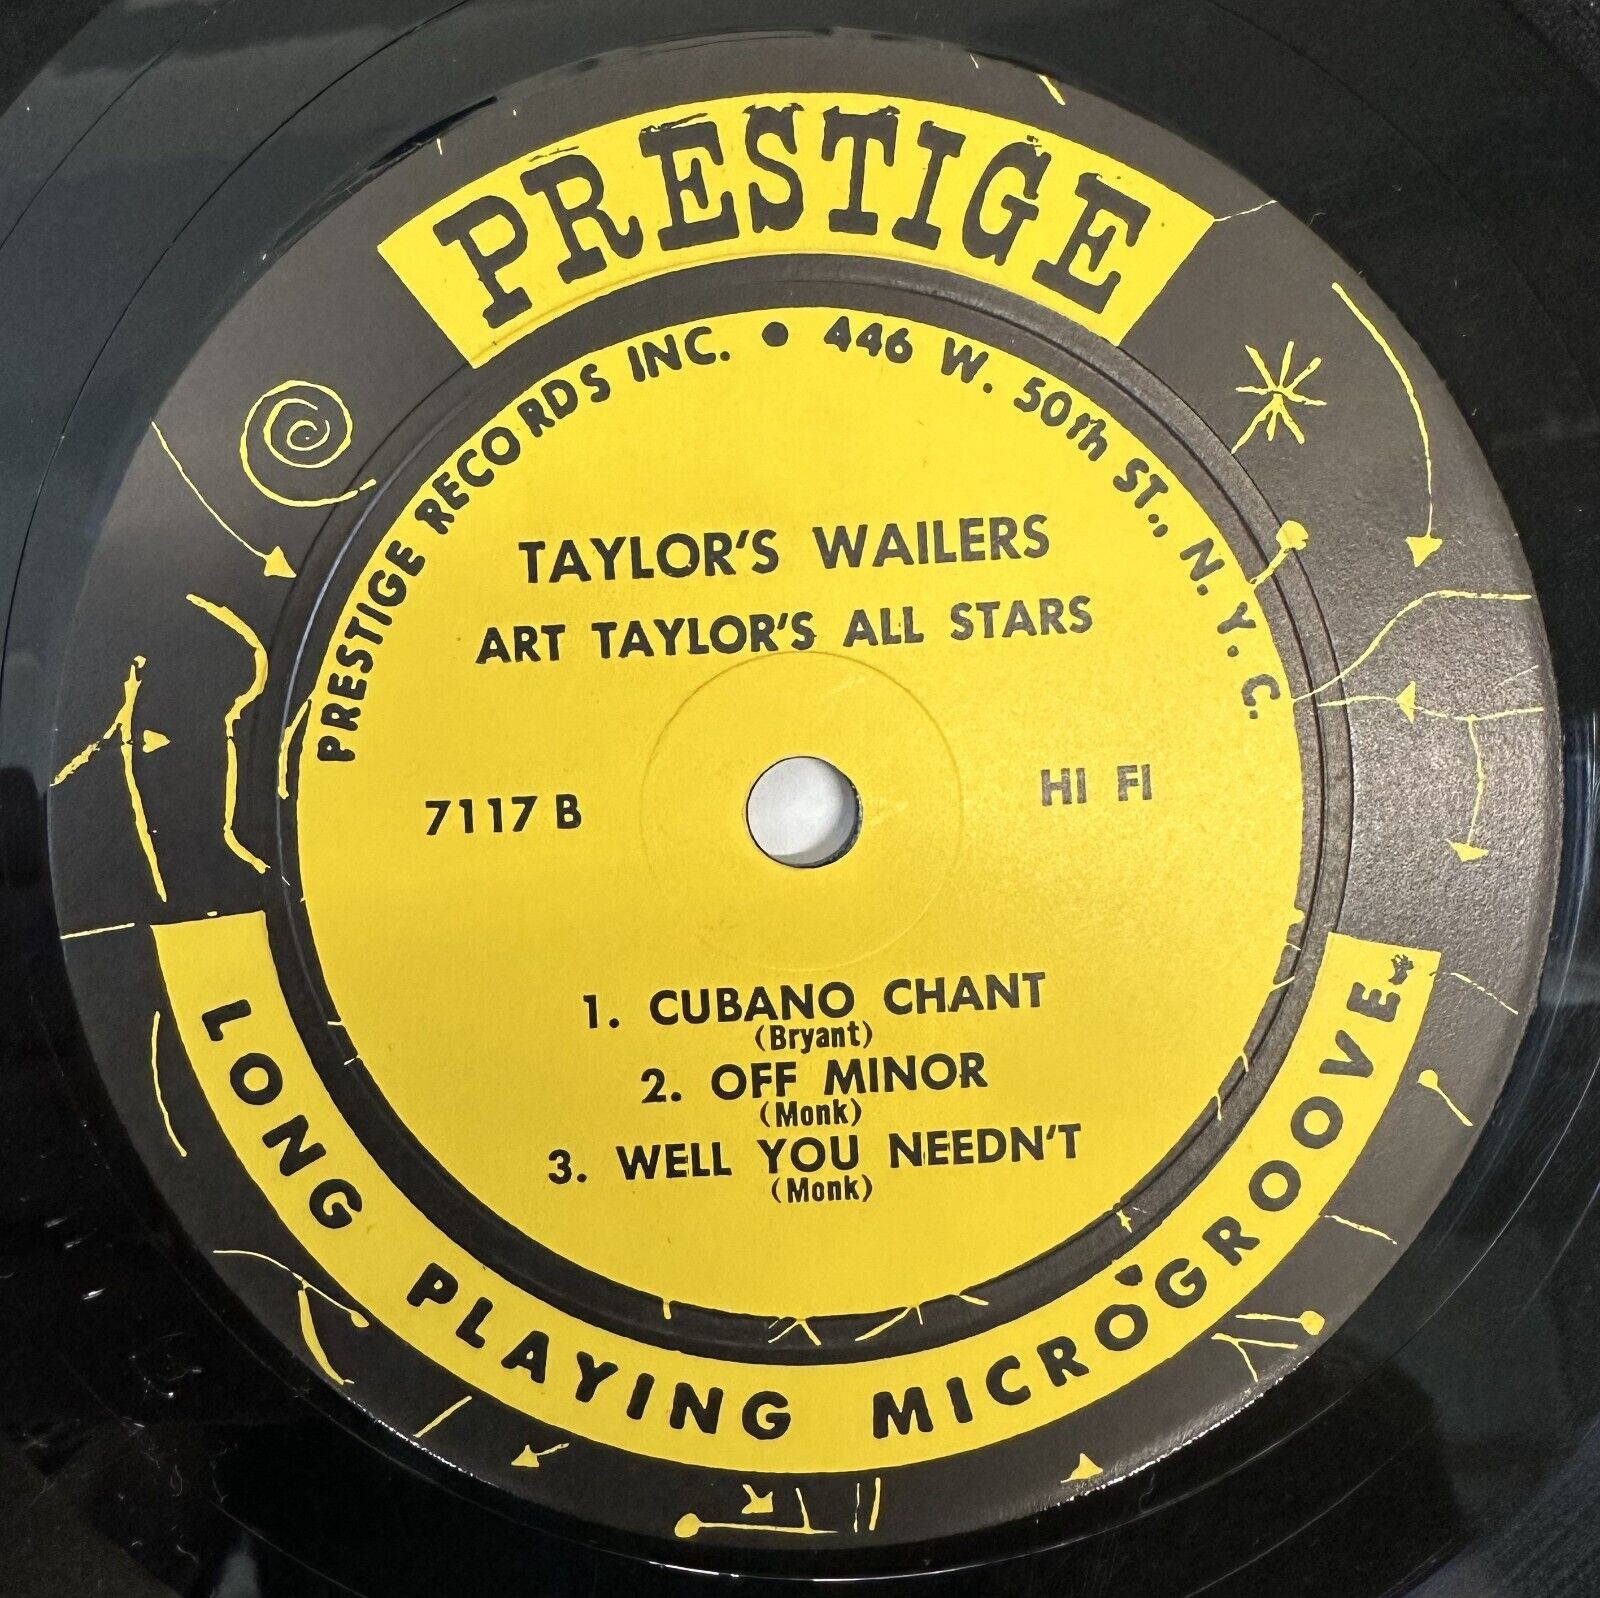 PRESTIGE
PRESTIGE RECORDS INC. • 446 W. 50th ST., N. Y. C.
TAYLOR'S WAILERS
ART TAYLOR'S ALL STARS
7117 B
HI FI
1. CUBANO CHANT
(Bryant)
2. OFF MINOR
(Monk)
3. WELL YOU NEEDN'T
(Monk)
LONG PLAYING MICROGROOVE